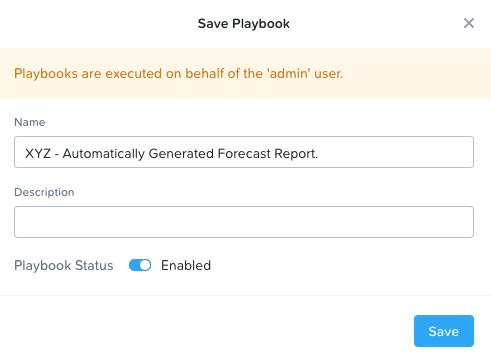 Save Playbook
Playbooks are executed on behalf of the 'admin' user.
Name
XYZ - Automatically Generated Forecast Report.
Description
Playbook Status Enabled
Save